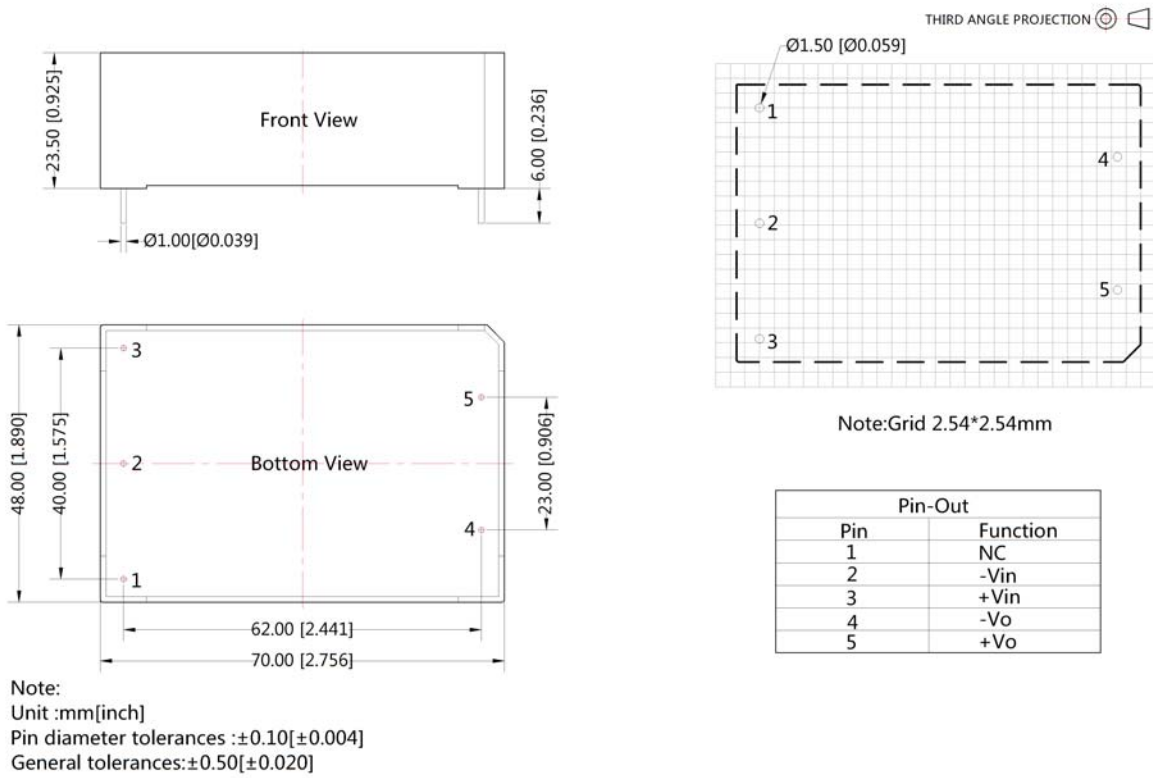 THIRD ANGLE PROJECTION
Ø1.50 [Ø0.059]
23.50 [0.925]
Front View
6.00 [0.236]
Ø1.00[Ø0.039]
1
2
3
4
5
Note:Grid 2.54*2.54mm
48.00 [1.890]
40.00 [1.575]
3
2
1
Bottom View
5
4
23.00 [0.906]
62.00 [2.441]
70.00 [2.756]
Pin-Out
Pin Function
1 NC
2 -Vin
3 +Vin
4 -Vo
5 +Vo
Note:
Unit :mm[inch]
Pin diameter tolerances :±0.10[±0.004]
General tolerances:±0.50[±0.020]